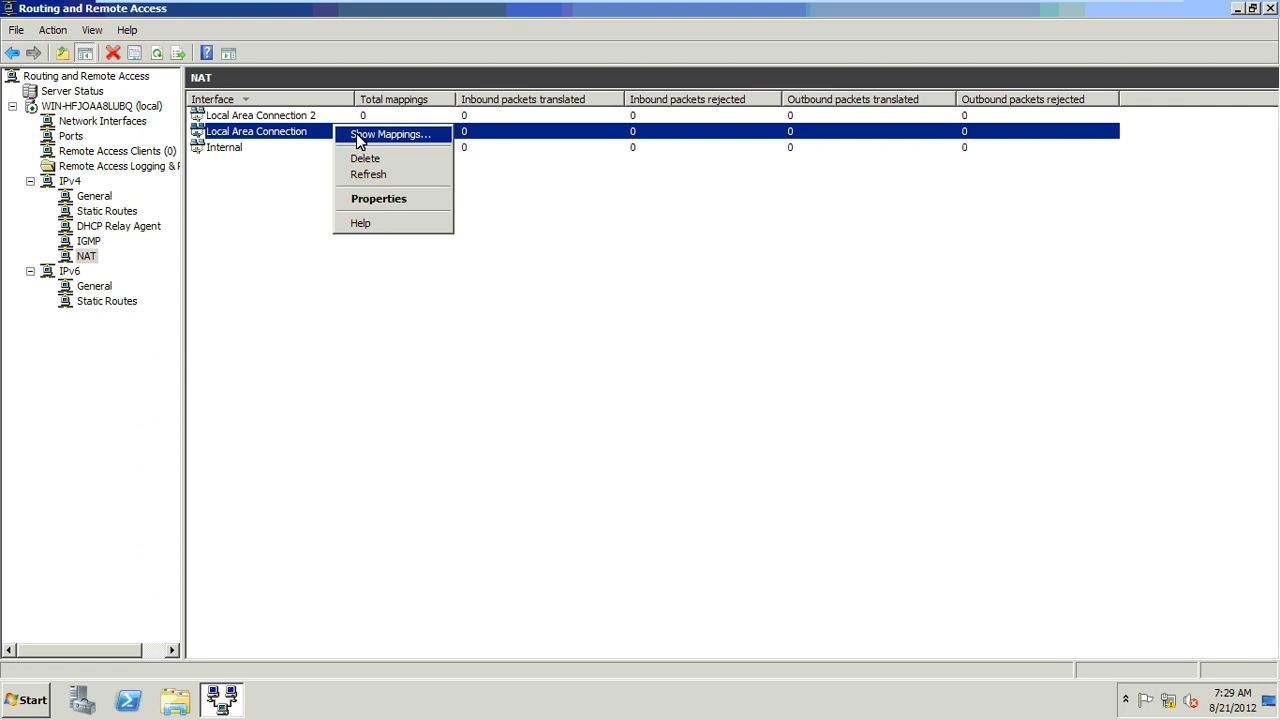 Routing and Remote Access
File Action View Help
Routing and Remote Access
Server Status
WIN-HFJOAA8LUBQ (local)
Network Interfaces
Ports
Remote Access Clients (0)
Remote Access Logging &
IPv4
General
Static Routes
DHCP Relay Agent
IGMP
NAT
IPv6
General
Static Routes
NAT
Interface Total mappings Inbound packets translated Inbound packets rejected Outbound packets translated Outbound packets rejected
Local Area Connection 2 0 0 0 0 0
Local Area Connection 0 0 0 0
Internal 0 0 0 0
Show Mappings...
Delete
Refresh
Properties
Help
Start
7:29 AM
8/21/2012